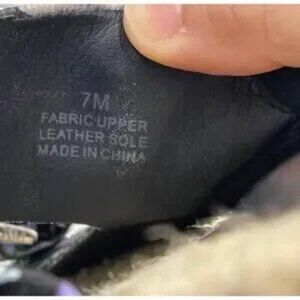 7M
FABRIC UPPER
LEATHER SOLE
MADE IN CHINA